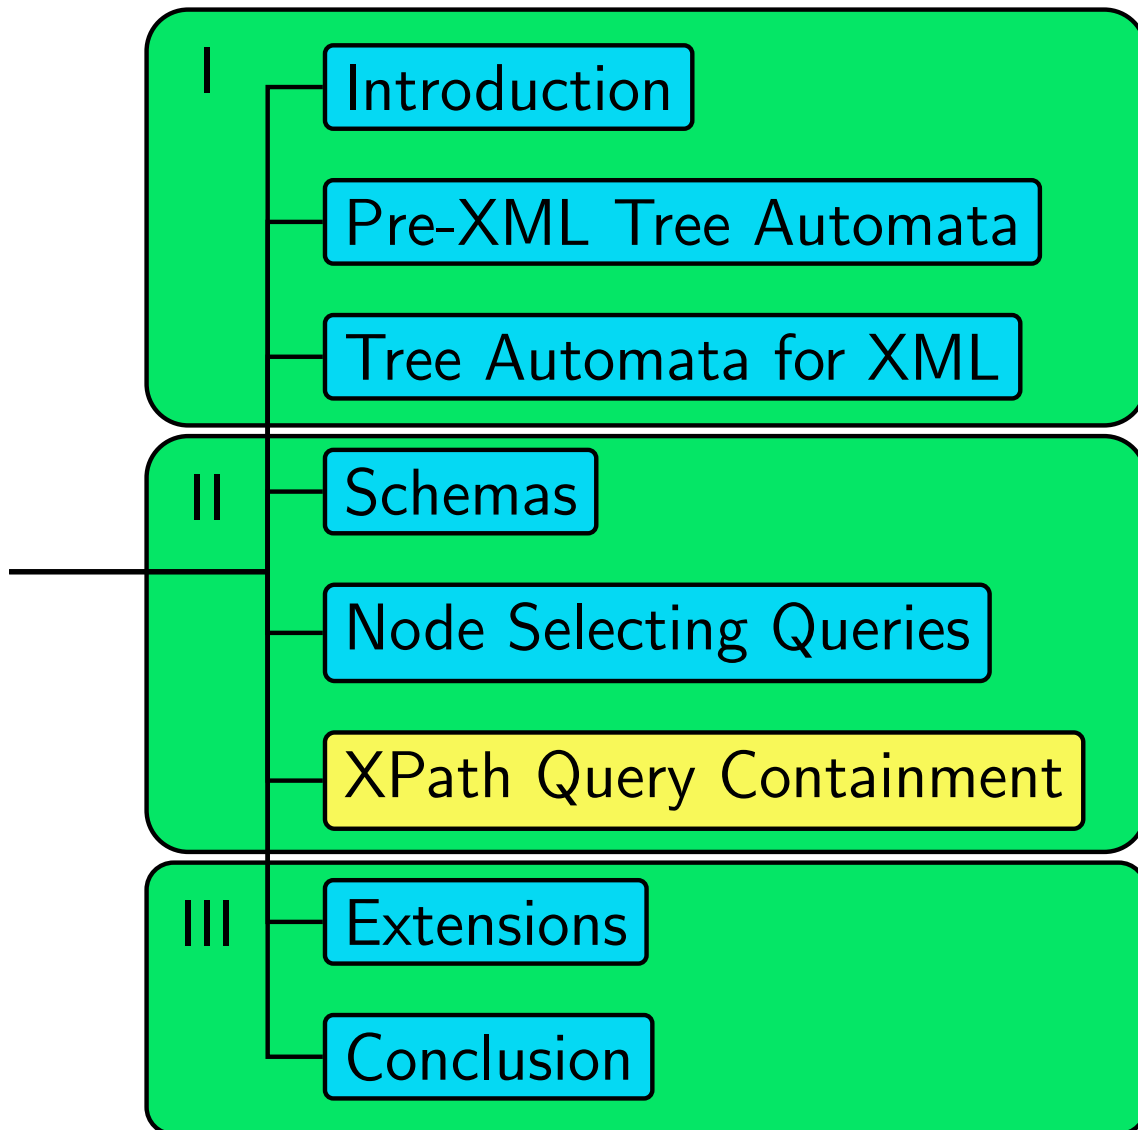 I
Introduction
Pre-XML Tree Automata
Tree Automata for XML
II
Schemas
Node Selecting Queries
XPath Query Containment
III
Extensions
Conclusion